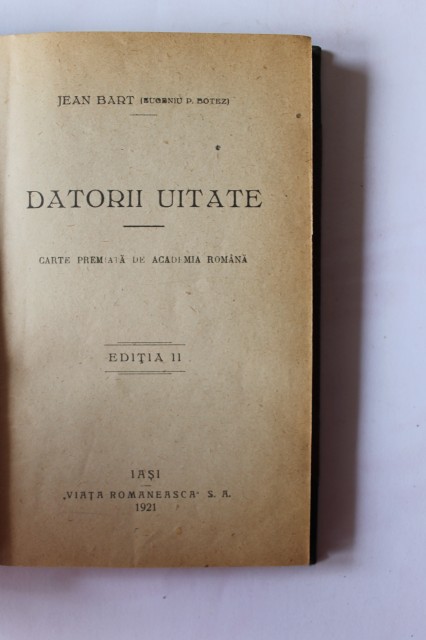 JEAN BART (EUGENIU P. BOTEZ)
DATORII UITATE
CARTE PREMIATĂ DE ACADEMIA ROMÂNĂ
EDIȚIA II
IAȘI
„VIAȚA ROMANEASCA” S. A.
1921